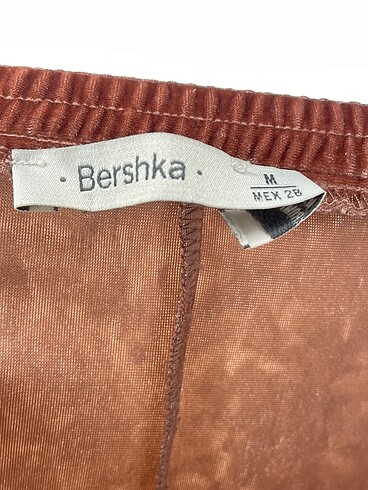 · Bershka ·
M
MEX 28